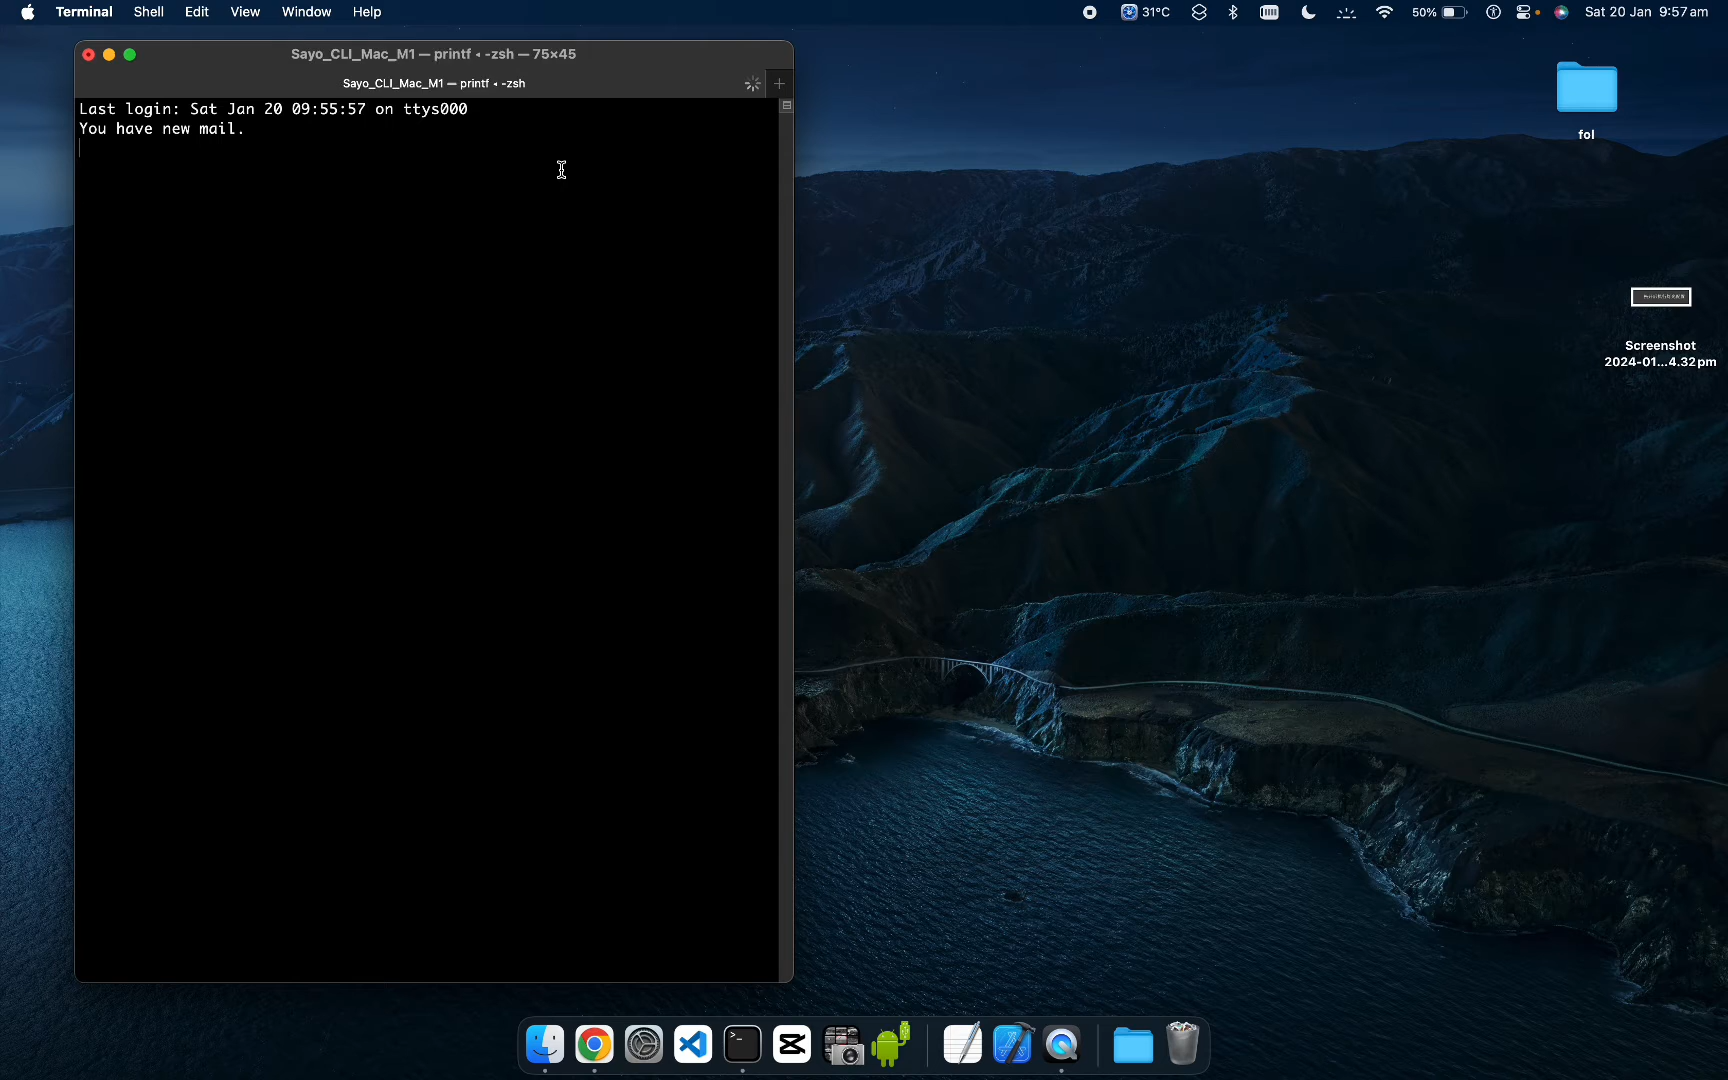 Terminal Shell Edit View Window Help 31°C 50% Sat 20 Jan 9:57 am
Sayo_CLI_Mac_M1 — printf ◂ -zsh — 75×45
Sayo_CLI_Mac_M1 — printf ◂ -zsh
Last login: Sat Jan 20 09:55:57 on ttys000
You have new mail.
fol
Screenshot
2024-01...4.32 pm